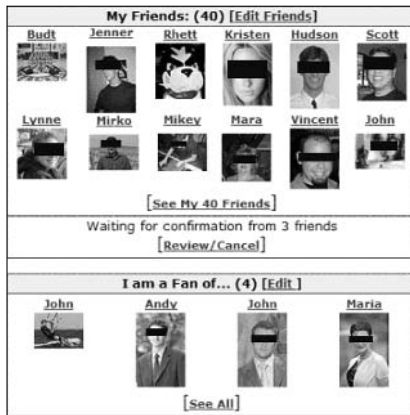 My Friends: (40) [Edit Friends]
Budt Jenner Rhett Kristen Hudson Scott
Lynne Mirko Mikey Mara Vincent John
[See My 40 Friends]
Waiting for confirmation from 3 friends
[Review/Cancel]
I am a Fan of... (4) [Edit ]
John Andy John Maria
[See All]